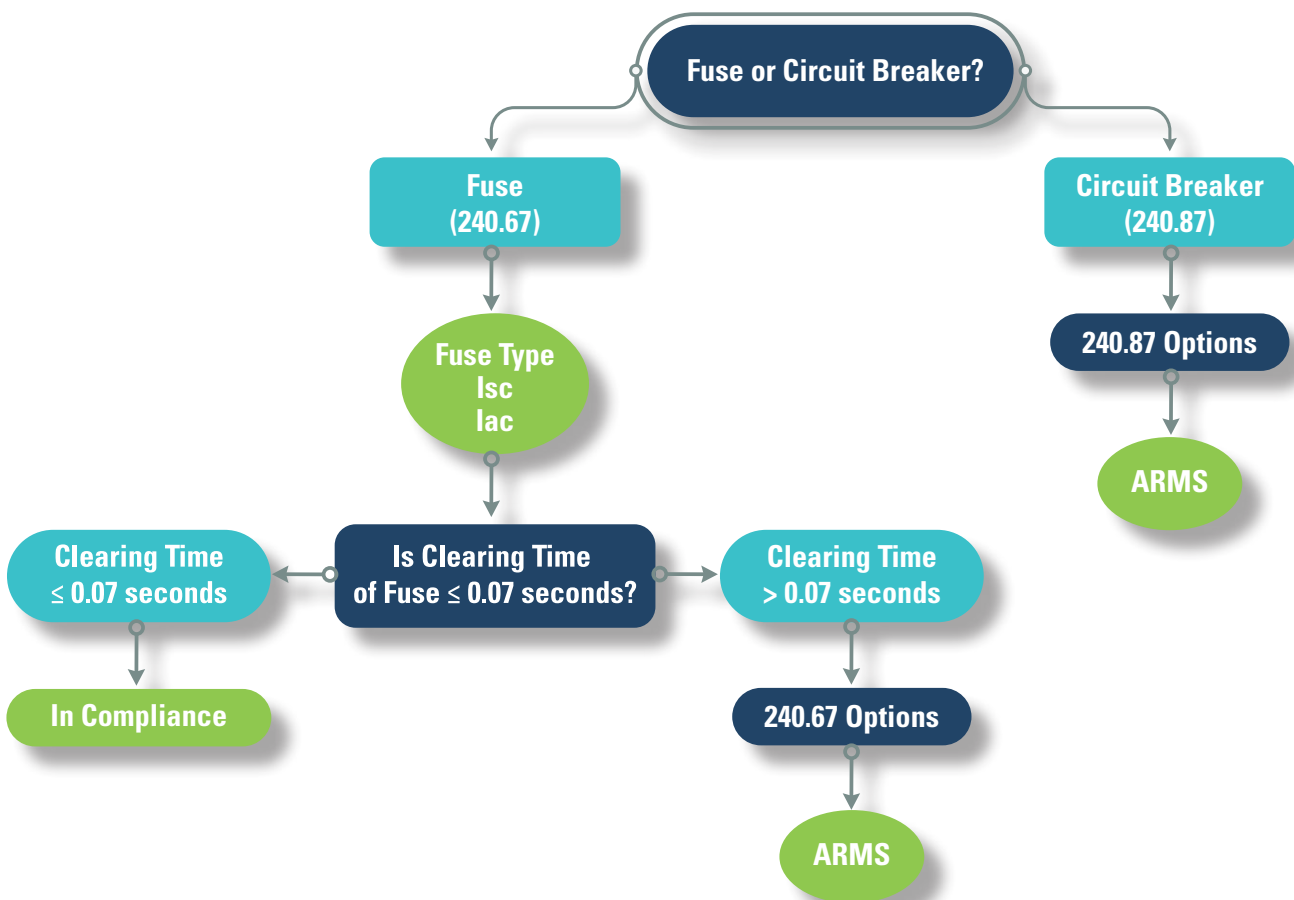 Fuse or Circuit Breaker?
Fuse
(240.67)
Circuit Breaker
(240.87)
Fuse Type
Isc
Iac
240.87 Options
ARMS
Clearing Time
≤ 0.07 seconds
Is Clearing Time
of Fuse ≤ 0.07 seconds?
Clearing Time
> 0.07 seconds
In Compliance
240.67 Options
ARMS